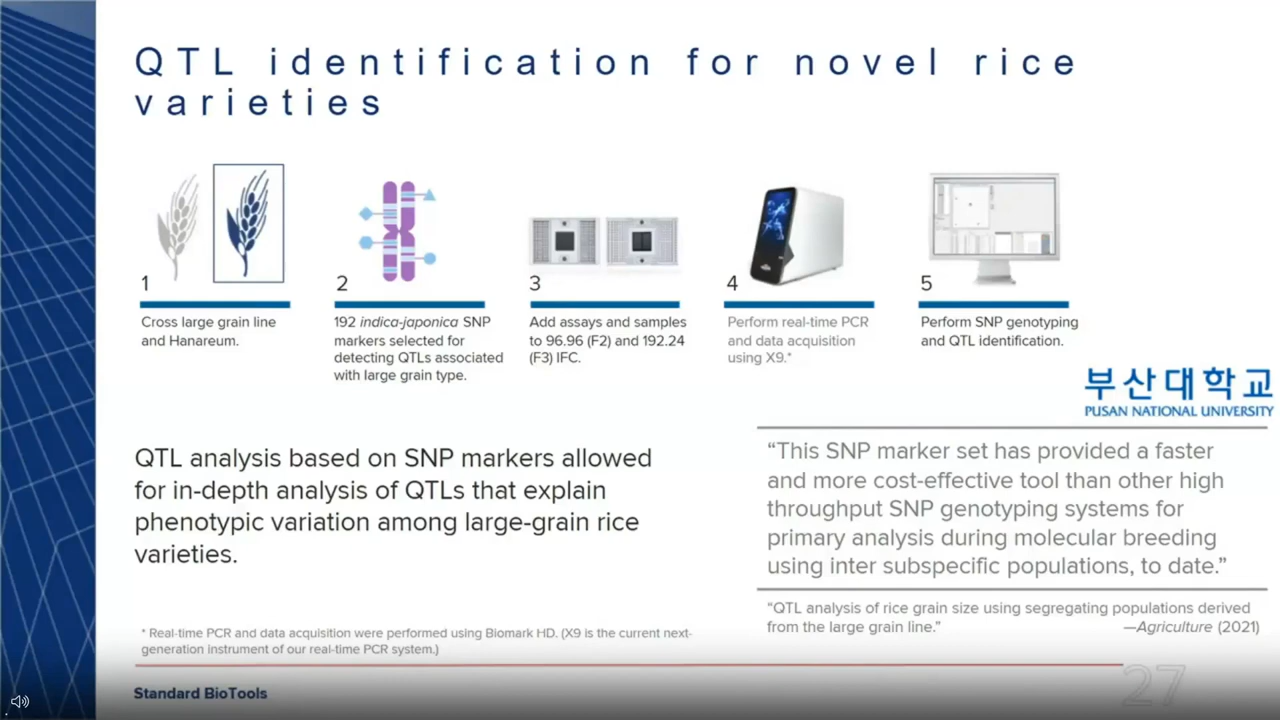 QTL identification for novel rice
varieties
1
Cross large grain line
and Hanareum.
2
192 indica-japonica SNP
markers selected for
detecting QTLs associated
with large grain type.
3
Add assays and samples
to 96.96 (F2) and 192.24
(F3) IFC.
4
Perform real-time PCR
and data acquisition
using X9.*
5
Perform SNP genotyping
and QTL identification.
부산대학교
PUSAN NATIONAL UNIVERSITY
QTL analysis based on SNP markers allowed
for in-depth analysis of QTLs that explain
phenotypic variation among large-grain rice
varieties.
“This SNP marker set has provided a faster
and more cost-effective tool than other high
throughput SNP genotyping systems for
primary analysis during molecular breeding
using inter subspecific populations, to date.”
“QTL analysis of rice grain size using segregating populations derived
from the large grain line.” —Agriculture (2021)
* Real-time PCR and data acquisition were performed using Biomark HD. (X9 is the current next-
generation instrument of our real-time PCR system.)
Standard BioTools
27